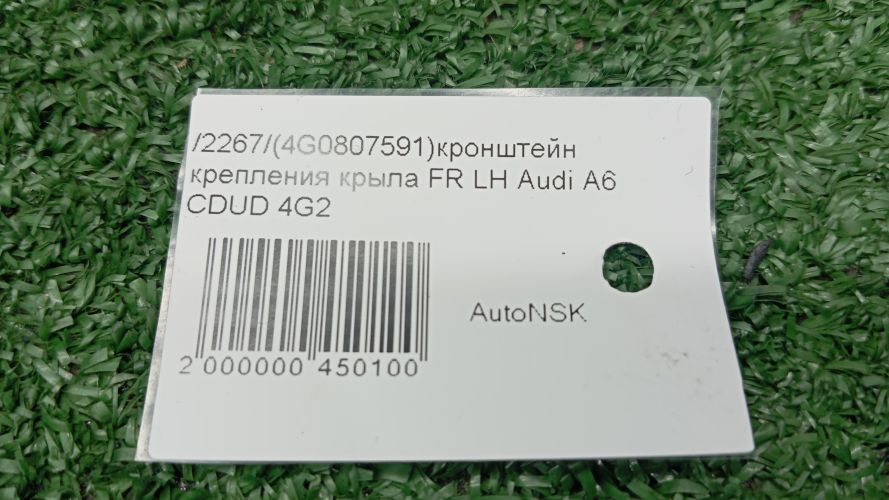 /2267/(4G0807591)кронштейн
крепления крыла FR LH Audi A6
CDUD 4G2
AutoNSK
2 000000 450100